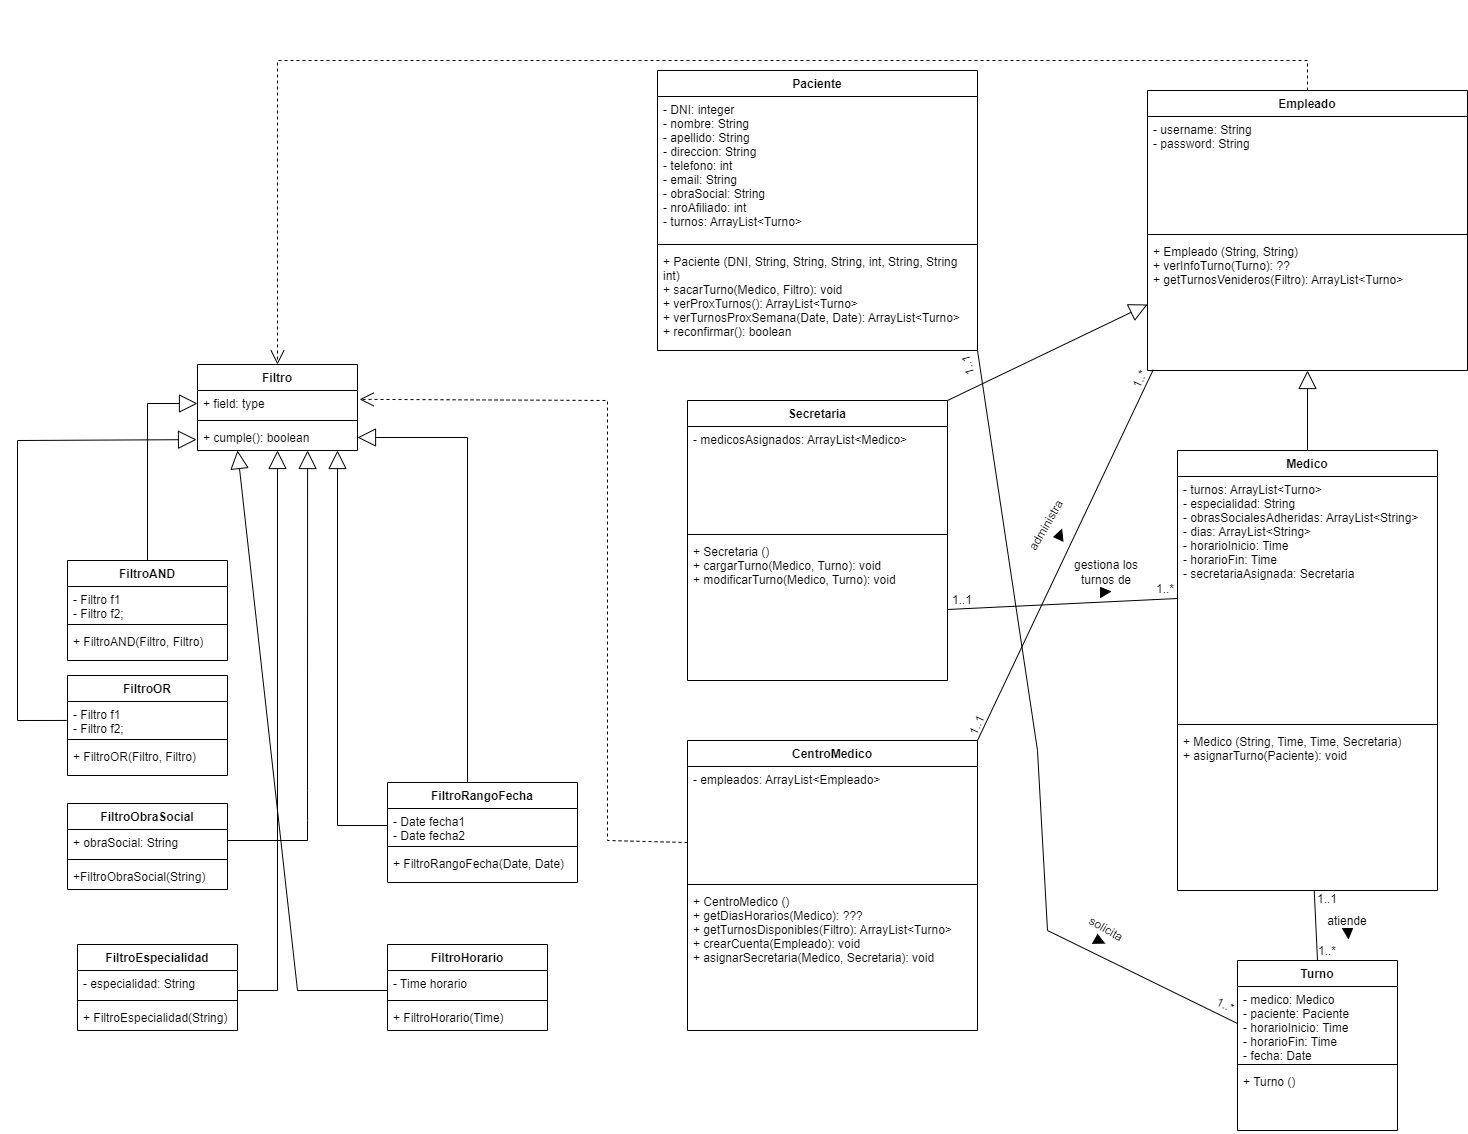 Paciente
- DNI: integer
- nombre: String
- apellido: String
- direccion: String
- telefono: int
- email: String
- obraSocial: String
- nroAfiliado: int
- turnos: ArrayList<Turno>
+ Paciente (DNI, String, String, String, int, String, String
int)
+ sacarTurno(Medico, Filtro): void
+ verProxTurnos(): ArrayList<Turno>
+ verTurnosProxSemana(Date, Date): ArrayList<Turno>
+ reconfirmar(): boolean
Empleado
- username: String
- password: String
+ Empleado (String, String)
+ verInfoTurno(Turno): ??
+ getTurnosVenideros(Filtro): ArrayList<Turno>
Filtro
+ field: type
+ cumple(): boolean
1..1
1..*
Secretaria
- medicosAsignados: ArrayList<Medico>
+ Secretaria ()
+ cargarTurno(Medico, Turno): void
+ modificarTurno(Medico, Turno): void
administra
gestiona los
turnos de
1..1
1..*
Medico
- turnos: ArrayList<Turno>
- especialidad: String
- obrasSocialesAdheridas: ArrayList<String>
- dias: ArrayList<String>
- horarioInicio: Time
- horarioFin: Time
- secretariaAsignada: Secretaria
+ Medico (String, Time, Time, Secretaria)
+ asignarTurno(Paciente): void
FiltroAND
- Filtro f1
- Filtro f2;
+ FiltroAND(Filtro, Filtro)
FiltroOR
- Filtro f1
- Filtro f2;
+ FiltroOR(Filtro, Filtro)
FiltroObraSocial
+ obraSocial: String
+FiltroObraSocial(String)
FiltroRangoFecha
- Date fecha1
- Date fecha2
+ FiltroRangoFecha(Date, Date)
1..1
CentroMedico
- empleados: ArrayList<Empleado>
+ CentroMedico ()
+ getDiasHorarios(Medico): ???
+ getTurnosDisponibles(Filtro): ArrayList<Turno>
+ crearCuenta(Empleado): void
+ asignarSecretaria(Medico, Secretaria): void
FiltroEspecialidad
- especialidad: String
+ FiltroEspecialidad(String)
FiltroHorario
- Time horario
+ FiltroHorario(Time)
solicita
1..*
1..1
atiende
1..*
Turno
- medico: Medico
- paciente: Paciente
- horarioInicio: Time
- horarioFin: Time
- fecha: Date
+ Turno ()